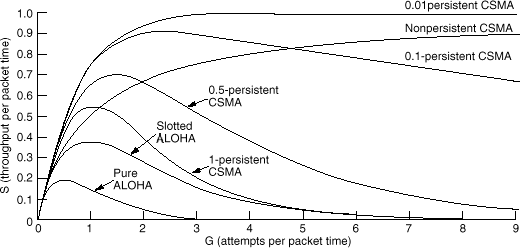 0.01persistent CSMA
Nonpersistent CSMA
0.1-persistent CSMA
0.5-persistent
CSMA
Slotted
ALOHA
1-persistent
CSMA
Pure
ALOHA
S (throughput per packet time)
1.0
0.9
0.8
0.7
0.6
0.5
0.4
0.3
0.2
0.1
0
0 1 2 3 4 5 6 7 8 9
G (attempts per packet time)